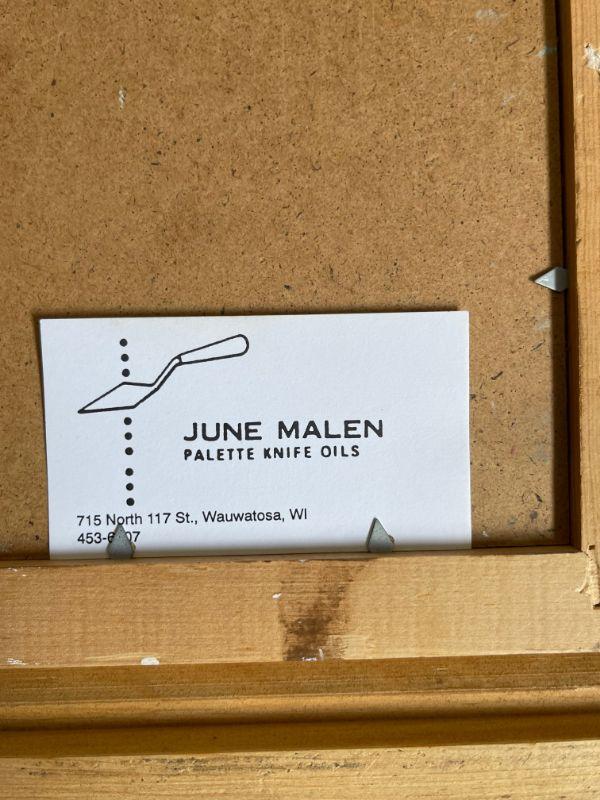 JUNE MALEN
PALETTE KNIFE OILS
715 North 117 St., Wauwatosa, WI